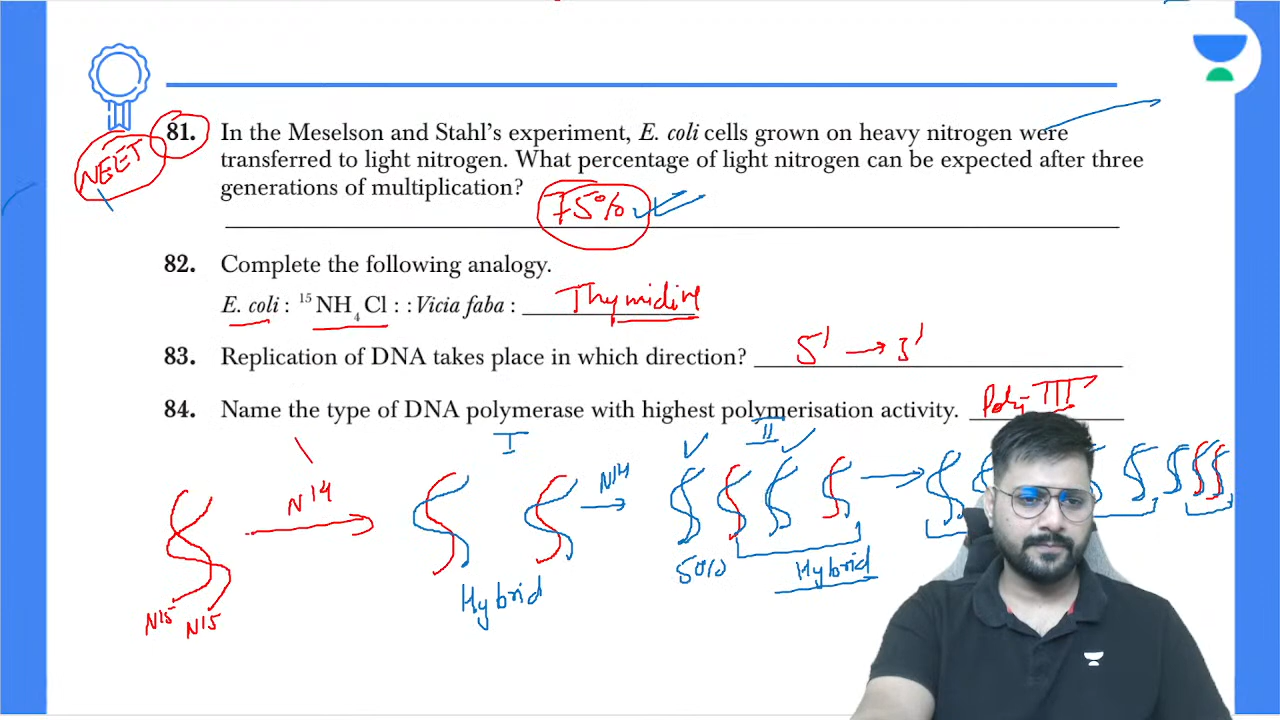 81. In the Meselson and Stahl's experiment, E. coli cells grown on heavy nitrogen were
NEET
transferred to light nitrogen. What percentage of light nitrogen can be expected after three
generations of multiplication?
75%
82. Complete the following analogy.
E. coli : ¹⁵NH₄Cl : : Vicia faba : Thymidine
83. Replication of DNA takes place in which direction? 5' → 3'
84. Name the type of DNA polymerase with highest polymerisation activity. Poly-III
I
II
N14
N14
50%
Hybrid
Hybrid
N15 N15